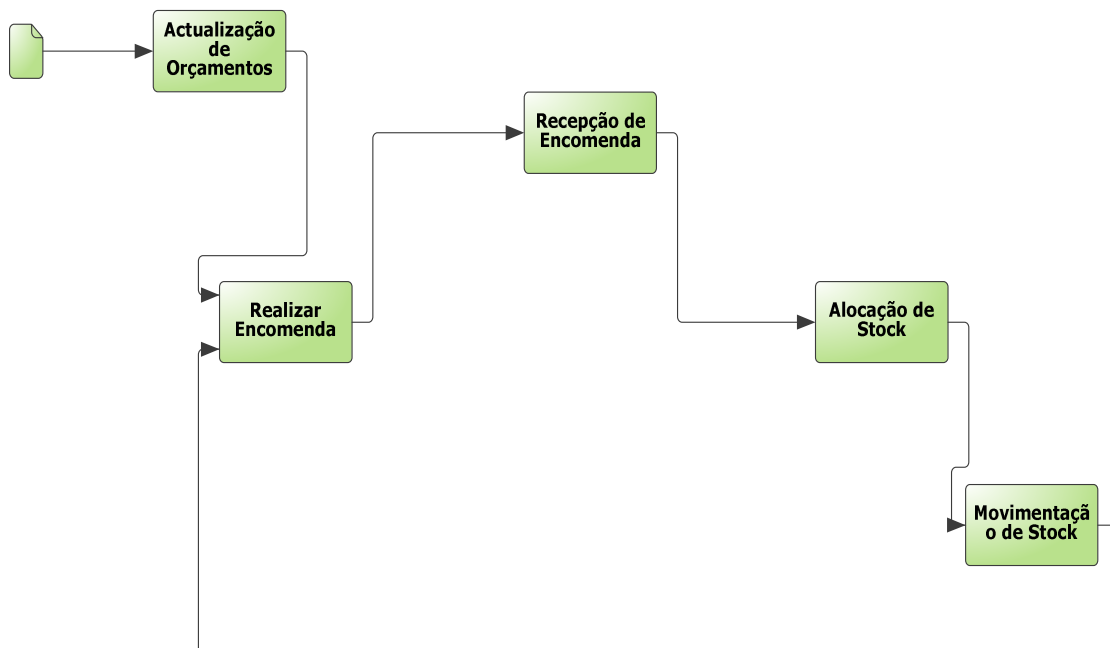 Actualização
de
Orçamentos
Recepção de
Encomenda
Realizar
Encomenda
Alocação de
Stock
Movimentaçã
o de Stock